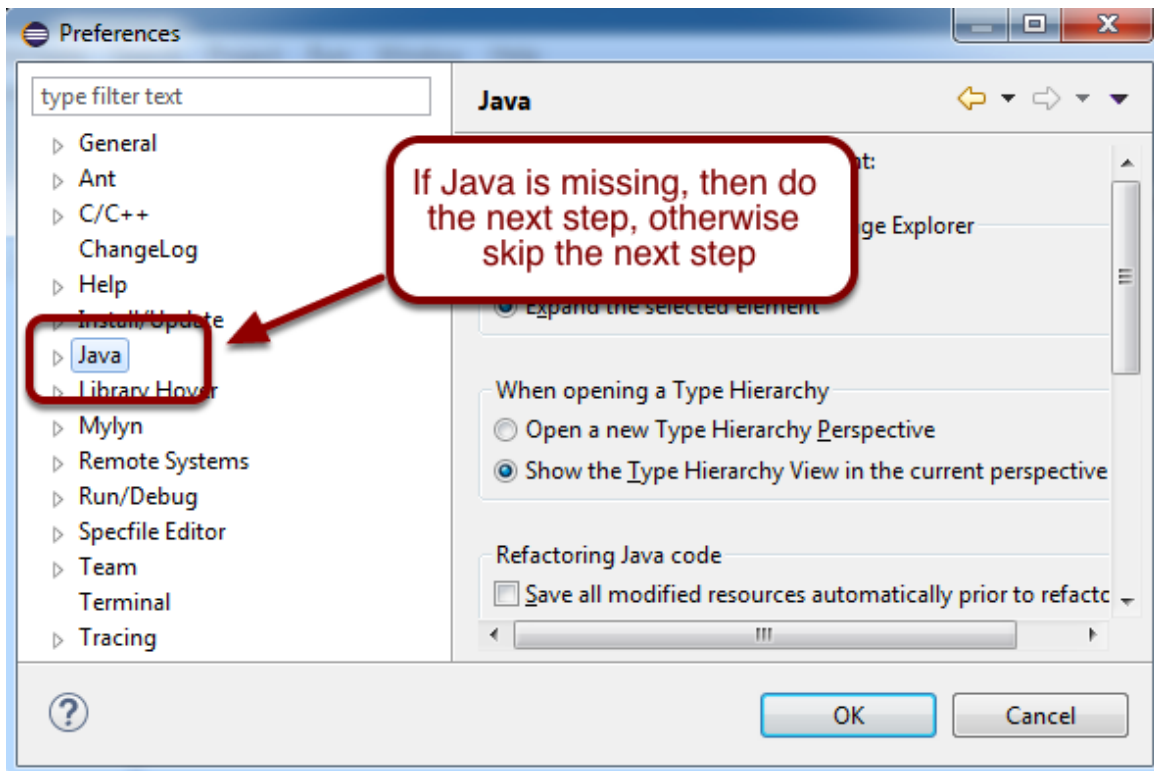 Preferences
type filter text
General
Ant
C/C++
ChangeLog
Help
Install/Update
Java
Library Hover
Mylyn
Remote Systems
Run/Debug
Specfile Editor
Team
Terminal
Tracing
Java
If Java is missing, then do
the next step, otherwise
skip the next step
Explorer
Expand the selected element
When opening a Type Hierarchy
Open a new Type Hierarchy Perspective
Show the Type Hierarchy View in the current perspective
Refactoring Java code
Save all modified resources automatically prior to refactc
OK
Cancel